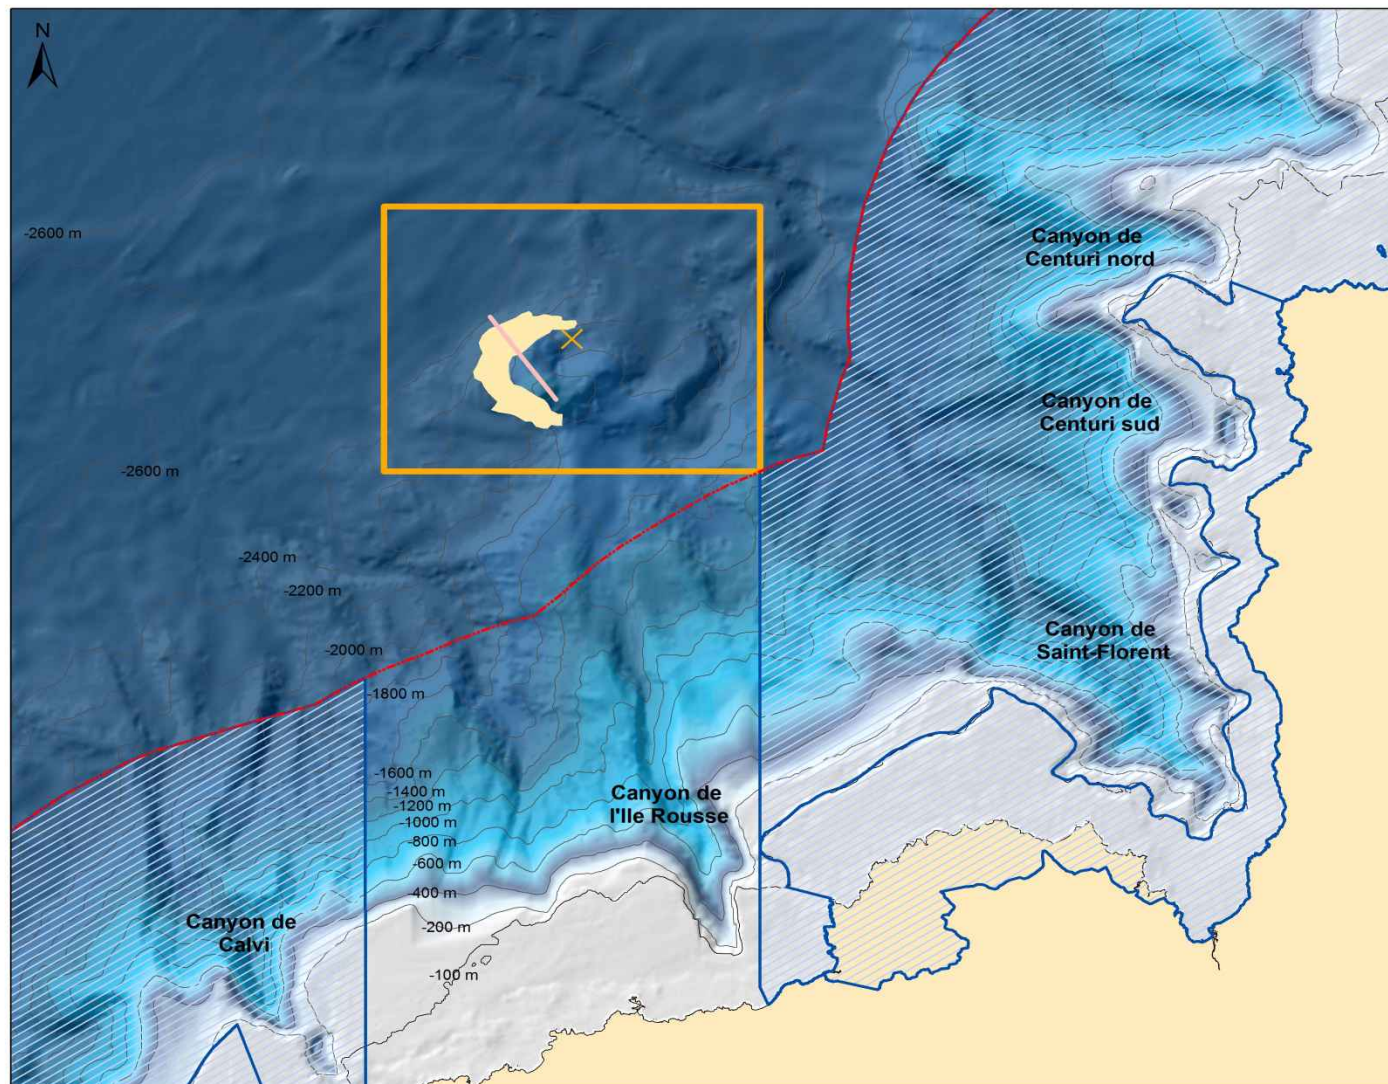 N
-2600 m
Canyon de
Centuri nord
Canyon de
Centuri sud
-2600 m
-2400 m
-2200 m
Canyon de
Saint-Florent
-2000 m
-1800 m
-1600 m
-1400 m
-1200 m
-1000 m
-800 m
-600 m
Canyon de
l'Ile Rousse
-400 m
-200 m
Canyon de
Calvi
-100 m